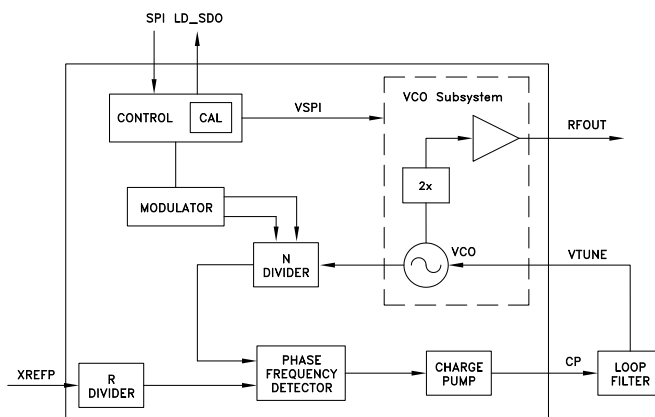 SPI LD_SDO
CONTROL
CAL
VSPI
VCO Subsystem
RFOUT
2x
MODULATOR
N
DIVIDER
VCO
VTUNE
XREFP
R
DIVIDER
PHASE
FREQUENCY
DETECTOR
CHARGE
PUMP
CP
LOOP
FILTER